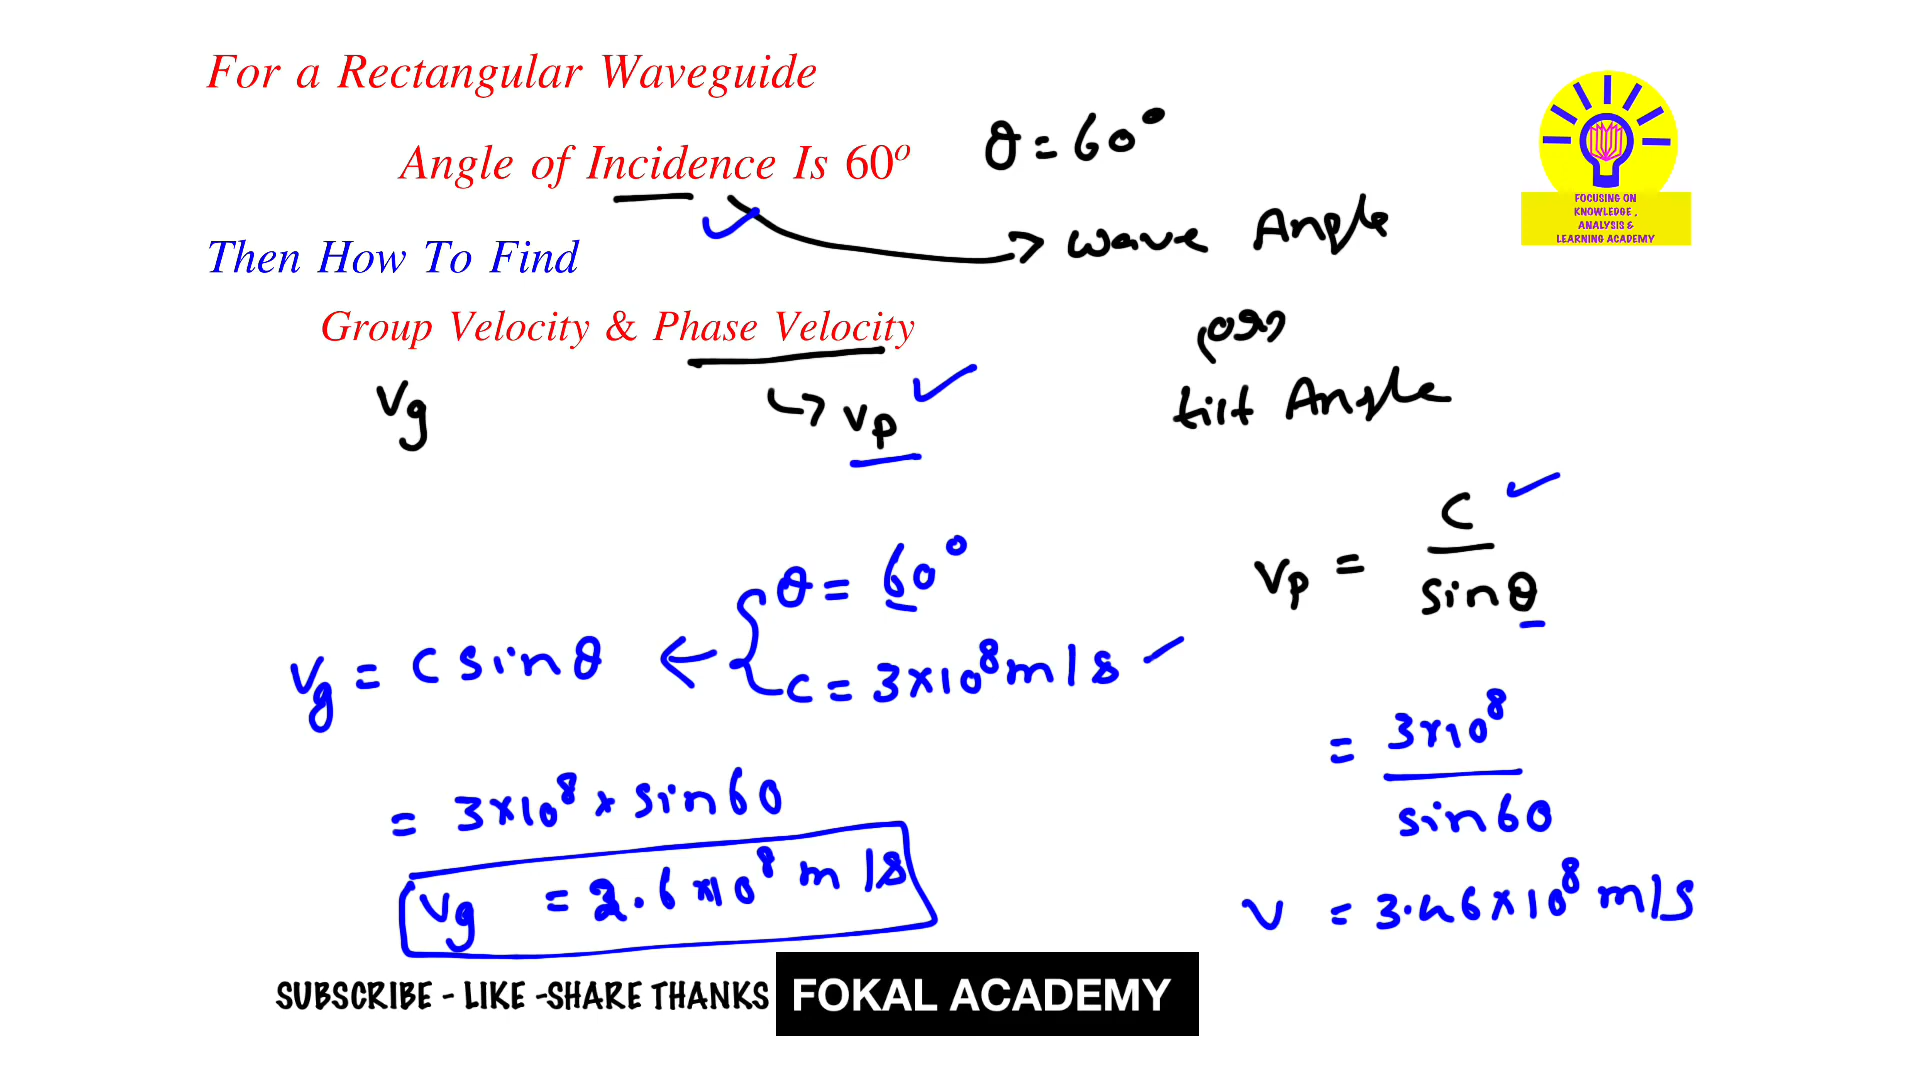 For a Rectangular Waveguide
Angle of Incidence Is 60º
θ = 60°
FOCUSING ON
KNOWLEDGE ,
ANALYSIS &
LEARNING ACADEMY
→ wave Angle
Then How To Find
Group Velocity & Phase Velocity
(or)
Vg
↳ Vp ✓
tilt Angle
Vp = C / sinθ
θ = 60°
C = 3×10⁸ m/s
Vg = C sinθ ←
= 3×10⁸ / sin60
= 3×10⁸ × sin60
Vg = 2.6×10⁸ m/s
V = 3.46×10⁸ m/s
SUBSCRIBE - LIKE -SHARE THANKS
FOKAL ACADEMY